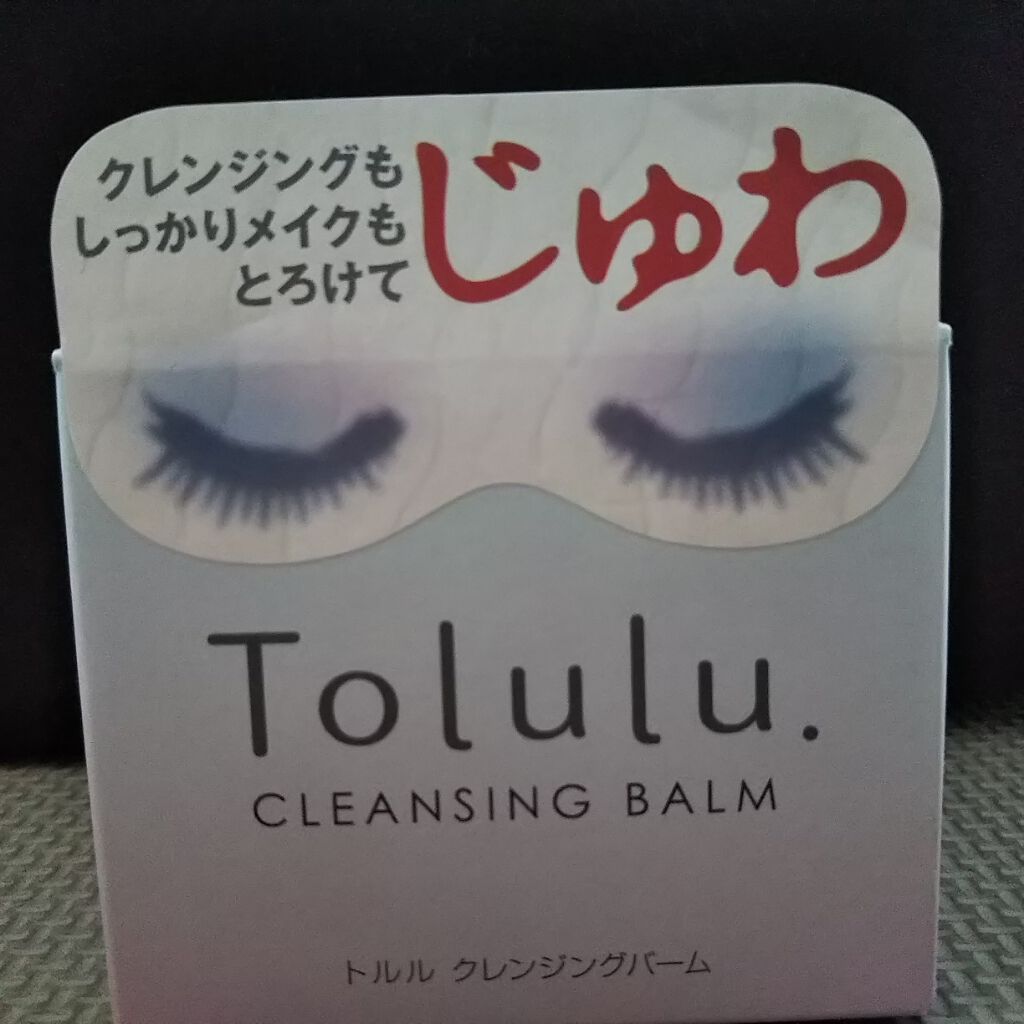 クレンジングも
しっかりメイクも
とろけて
じゅわ
Tolulu.
CLEANSING BALM
トルル クレンジングバーム